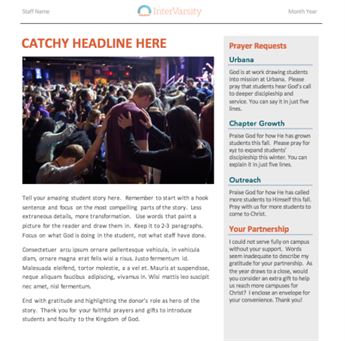 Staff Name
InterVarsity
Month Year
CATCHY HEADLINE HERE
Tell your amazing student story here. Remember to start with a hook
sentence and focus on the most compelling parts of the story. Less
extraneous details, more transformation. Use words that paint a
picture for the reader and draw them in. Keep it to 2-3 paragraphs.
Focus on what God is doing in the student, not what staff have done.
Consectetuer arcu ipsum ornare pellentesque vehicula, in vehicula
diam, ornare magna erat felis wisi a risus. Justo fermentum id.
Malesuada eleifend, tortor molestie, a a vel et. Mauris at suspendisse,
neque aliquam faucibus adipiscing, vivamus in. Wisi mattis leo suscipit
nec amet, nisl fermentum.
End with gratitude and highlighting the donor's role as hero of the
story. Thank you for your faithful prayers and gifts to introduce
students and faculty to the Kingdom of God.
Prayer Requests
Urbana
God is at work drawing students
into mission at Urbana. Please
pray that students hear God's call
to deeper discipleship and
service. You can say it in just five
lines.
Chapter Growth
Praise God for how He has grown
students this fall. Please pray for
xyz to expand students'
discipleship this winter. You can
explain it in just five lines.
Outreach
Praise God for how He has called
more students to Himself this fall.
Pray with us for more students to
come to Christ.
Your Partnership
I could not serve fully on campus
without your support. Words
seem inadequate to describe my
gratitude for your partnership. As
the year draws to a close, would
you consider an extra gift to help
us reach more campuses for
Christ? I enclose an envelope for
your convenience. Thank you!